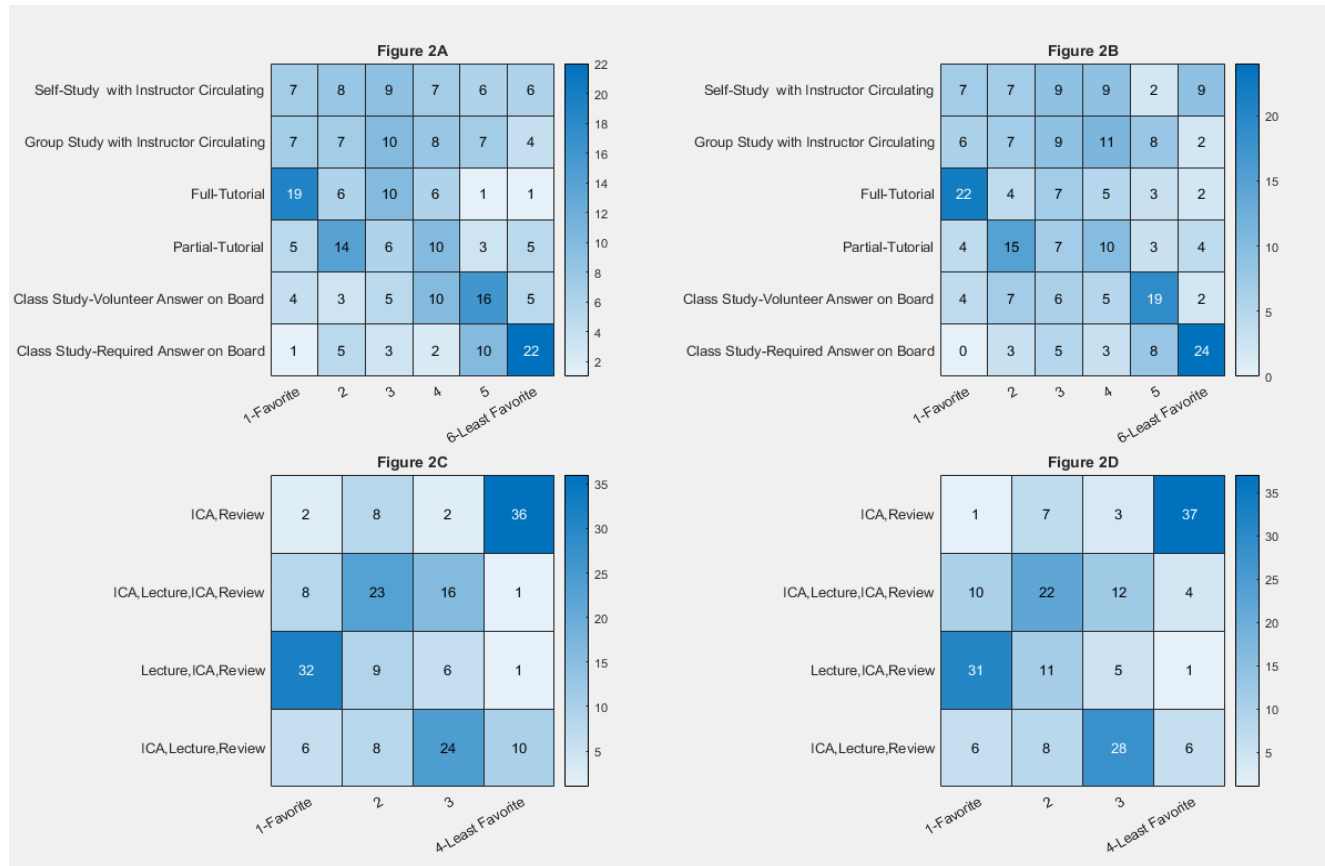 Figure 2A
Self-Study with Instructor Circulating 7 8 9 7 6 6
Group Study with Instructor Circulating 7 7 10 8 7 4
Full-Tutorial 19 6 10 6 1 1
Partial-Tutorial 5 14 6 10 3 5
Class Study-Volunteer Answer on Board 4 3 5 10 16 5
Class Study-Required Answer on Board 1 5 3 2 10 22
1-Favorite 2 3 4 5 6-Least Favorite
22
20
18
16
14
12
10
8
6
4
2
Figure 2B
Self-Study with Instructor Circulating 7 7 9 9 2 9
Group Study with Instructor Circulating 6 7 9 11 8 2
Full-Tutorial 22 4 7 5 3 2
Partial-Tutorial 4 15 7 10 3 4
Class Study-Volunteer Answer on Board 4 7 6 5 19 2
Class Study-Required Answer on Board 0 3 5 3 8 24
1-Favorite 2 3 4 5 6-Least Favorite
20
15
10
5
0
Figure 2C
ICA,Review 2 8 2 36
ICA,Lecture,ICA,Review 8 23 16 1
Lecture,ICA,Review 32 9 6 1
ICA,Lecture,Review 6 8 24 10
1-Favorite 2 3 4-Least Favorite
35
30
25
20
15
10
5
Figure 2D
ICA,Review 1 7 3 37
ICA,Lecture,ICA,Review 10 22 12 4
Lecture,ICA,Review 31 11 5 1
ICA,Lecture,Review 6 8 28 6
1-Favorite 2 3 4-Least Favorite
35
30
25
20
15
10
5